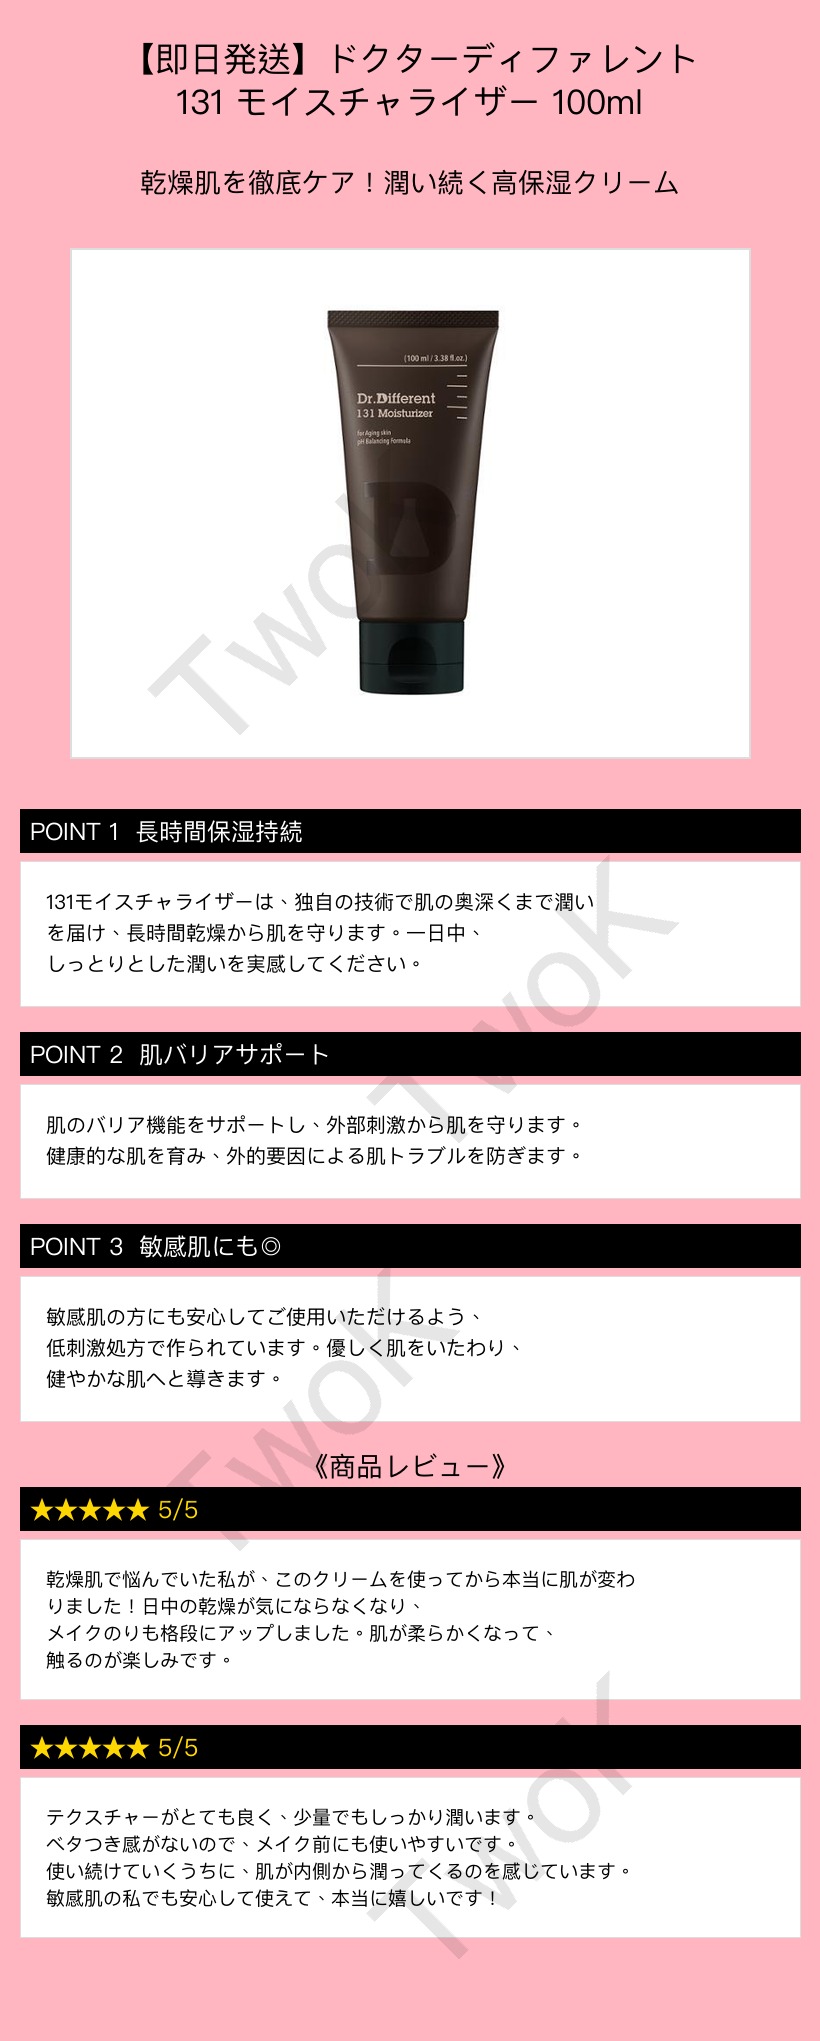 【即日発送】ドクターディファレント
131 モイスチャライザー 100ml
乾燥肌を徹底ケア！潤い続く高保湿クリーム
(100 ml / 3.38 fl.oz.)
Dr.Different
131 Moisturizer
for Aging skin
pH Balancing Formula
D
TwoK
POINT 1 長時間保湿持続
131モイスチャライザーは、独自の技術で肌の奥深くまで潤い
を届け、長時間乾燥から肌を守ります。一日中、
しっとりとした潤いを実感してください。
TwoK
POINT 2 肌バリアサポート
肌のバリア機能をサポートし、外部刺激から肌を守ります。
健康的な肌を育み、外的要因による肌トラブルを防ぎます。
POINT 3 敏感肌にも◎
敏感肌の方にも安心してご使用いただけるよう、
低刺激処方で作られています。優しく肌をいたわり、
健やかな肌へと導きます。
TwoK
《商品レビュー》
★★★★★ 5/5
乾燥肌で悩んでいた私が、このクリームを使ってから本当に肌が変わ
りました！日中の乾燥が気にならなくなり、
メイクのりも格段にアップしました。肌が柔らかくなって、
触るのが楽しみです。
★★★★★ 5/5
テクスチャーがとても良く、少量でもしっかり潤います。
ベタつき感がないので、メイク前にも使いやすいです。
使い続けていくうちに、肌が内側から潤ってくるのを感じています。
敏感肌の私でも安心して使えて、本当に嬉しいです！
TwoK